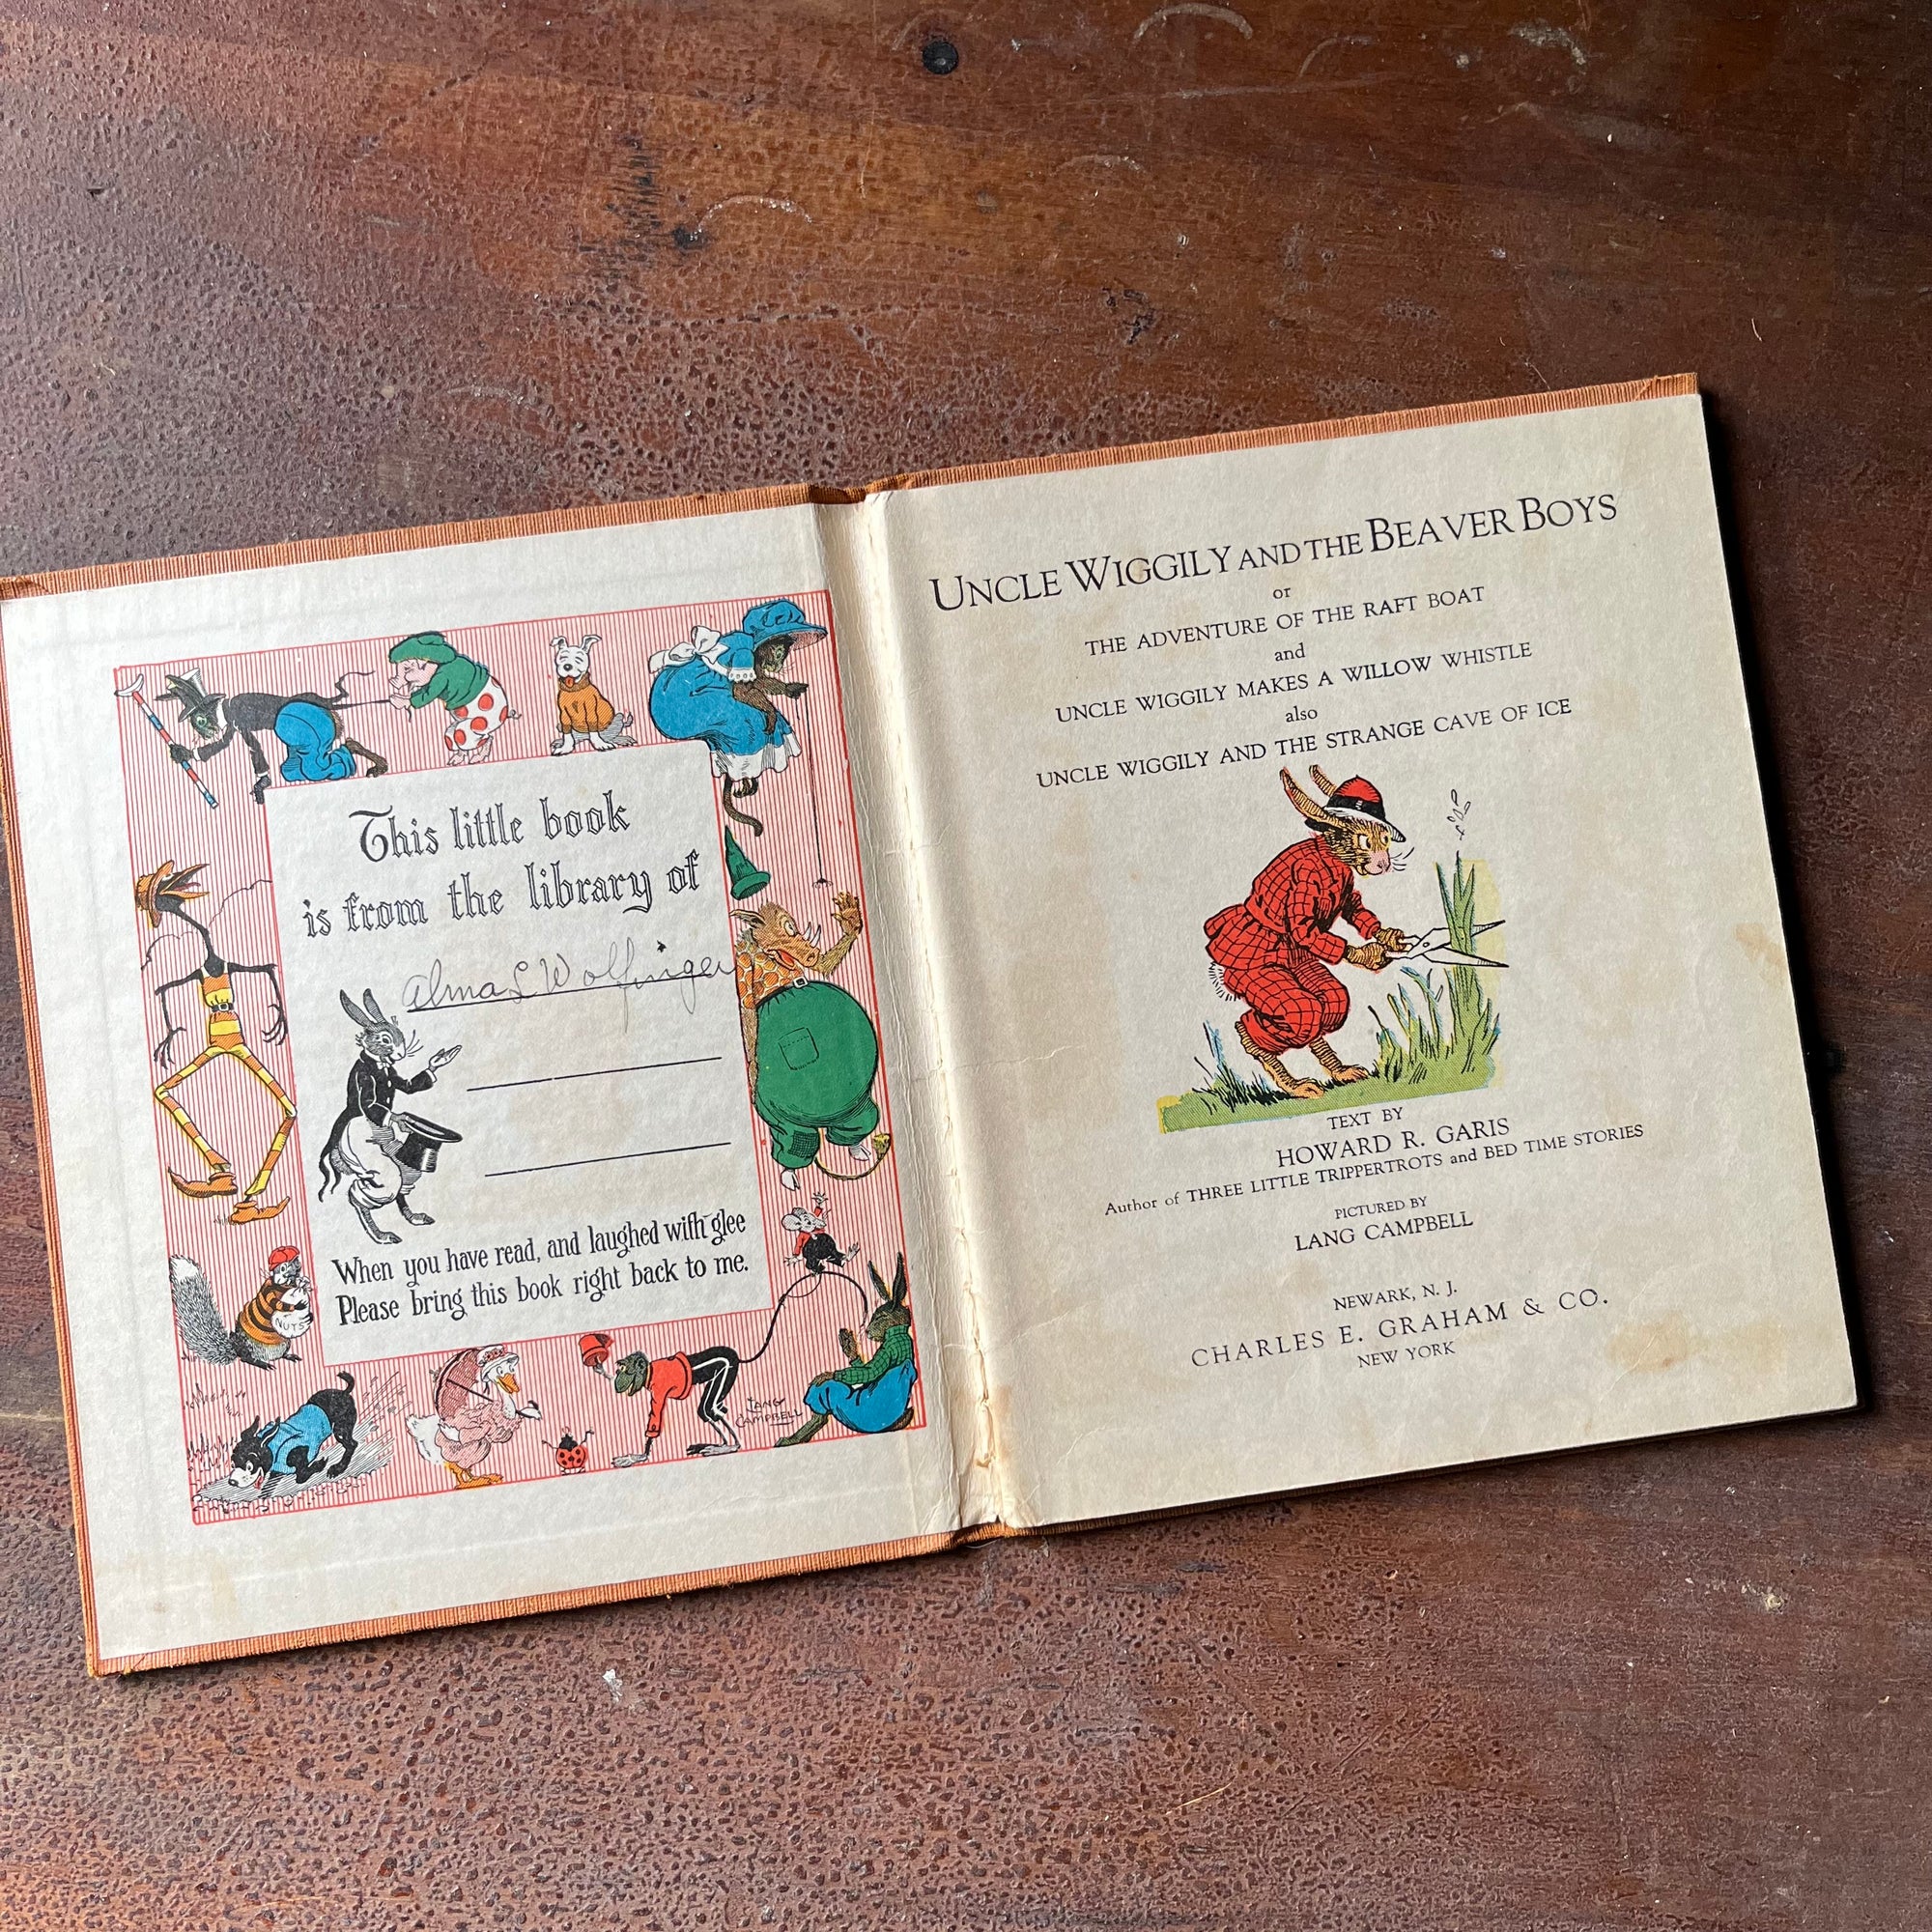 This little book
is from the library of
Alma L Wolfinger
When you have read, and laughed with glee
Please bring this book right back to me.
NUTS
LANG
CAMPBELL
UNCLE WIGGILY AND THE BEAVER BOYS
or
THE ADVENTURE OF THE RAFT BOAT
and
UNCLE WIGGILY MAKES A WILLOW WHISTLE
also
UNCLE WIGGILY AND THE STRANGE CAVE OF ICE
TEXT BY
HOWARD R. GARIS
Author of THREE LITTLE TRIPPERTROTS and BED TIME STORIES
PICTURED BY
LANG CAMPBELL
NEWARK, N. J.
CHARLES E. GRAHAM & CO.
NEW YORK